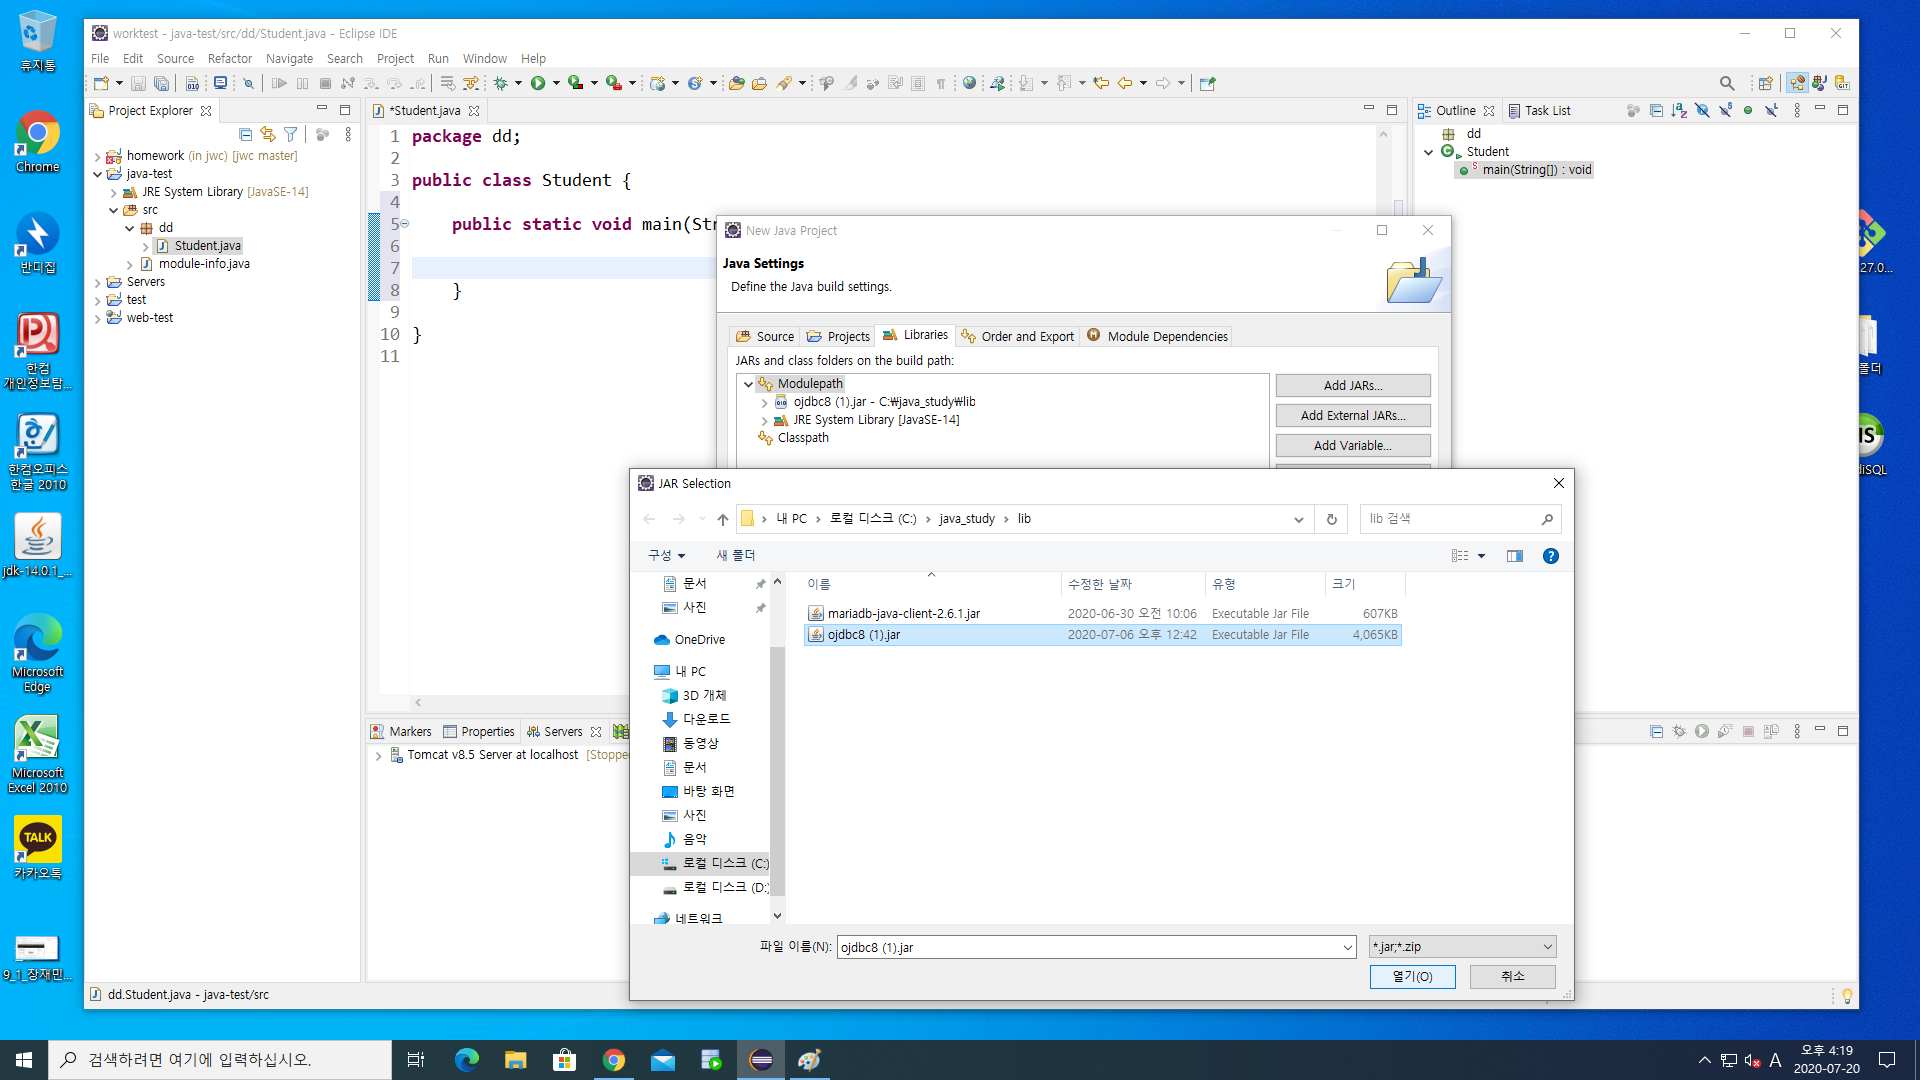 휴지통
Chrome
반디집
한컴
개인정보탐...
한컴오피스
한글 2010
jdk-14.0.1_...
Microsoft
Edge
Microsoft
Excel 2010
TALK
카카오톡
9_1_장재민...
worktest - java-test/src/dd/Student.java - Eclipse IDE
File Edit Source Refactor Navigate Search Project Run Window Help
Project Explorer
homework (in jwc) [jwc master]
java-test
JRE System Library [JavaSE-14]
src
dd
Student.java
module-info.java
Servers
test
web-test
*Student.java
1 package dd;
2
3 public class Student {
4
5 public static void main(Str
6
7
8 }
9
10 }
11
Outline
Task List
dd
Student
main(String[]) : void
New Java Project
Java Settings
Define the Java build settings.
Source Projects Libraries Order and Export Module Dependencies
JARs and class folders on the build path:
Modulepath
ojdbc8 (1).jar - C:₩java_study₩lib
JRE System Library [JavaSE-14]
Classpath
Add JARs...
Add External JARs...
Add Variable...
JAR Selection
내 PC
로컬 디스크 (C:)
java_study
lib
lib 검색
구성
새 폴더
문서
사진
OneDrive
내 PC
3D 개체
다운로드
동영상
문서
바탕 화면
사진
음악
로컬 디스크 (C:)
로컬 디스크 (D:)
네트워크
이름 수정한 날짜 유형 크기
mariadb-java-client-2.6.1.jar 2020-06-30 오전 10:06 Executable Jar File 607KB
ojdbc8 (1).jar 2020-07-06 오후 12:42 Executable Jar File 4,065KB
파일 이름(N): ojdbc8 (1).jar
*.jar;*.zip
열기(O)
취소
Markers Properties Servers
Tomcat v8.5 Server at localhost [Stoppe
dd.Student.java - java-test/src
27.0...
폴더
diSQL
검색하려면 여기에 입력하십시오.
A
오후 4:19
2020-07-20